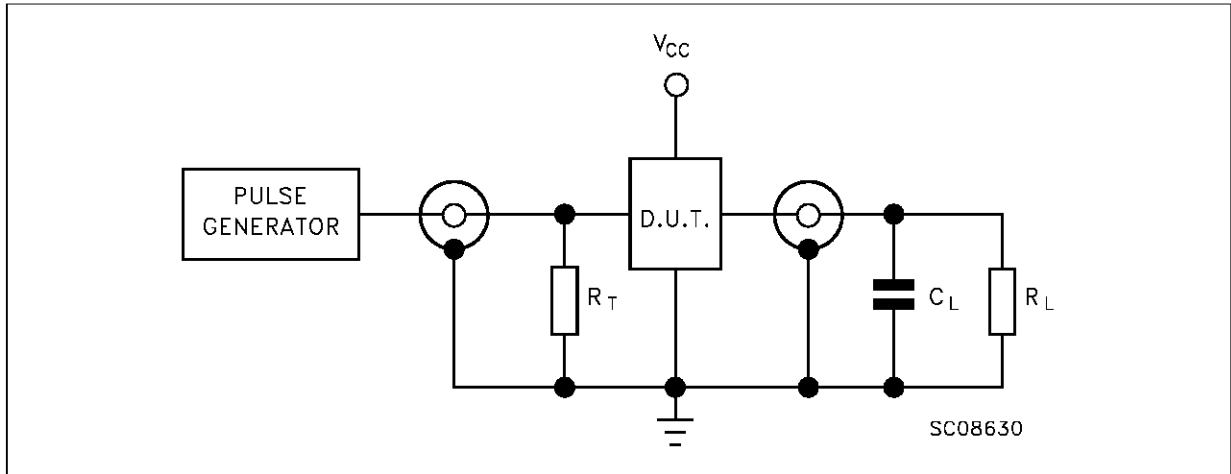 VCC
PULSE
GENERATOR
D.U.T.
RT
CL
RL
SC08630